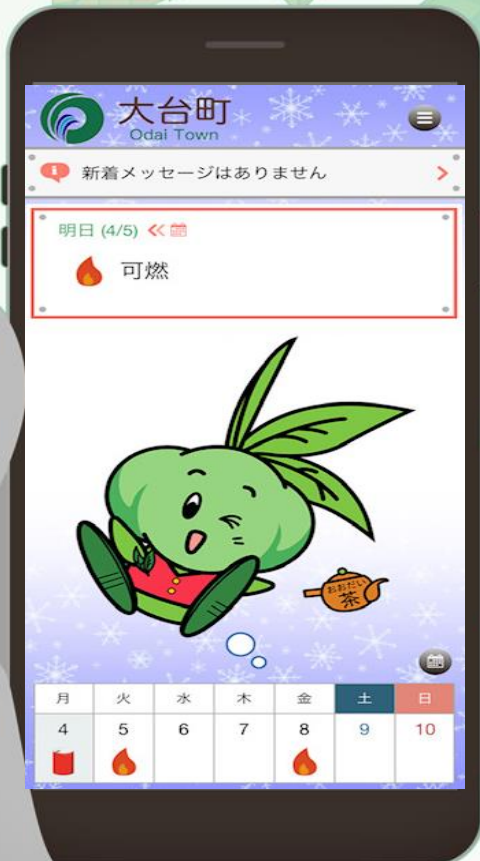 大台町
Odai Town
新着メッセージはありません
明日 (4/5)
可燃
おおだい
茶
月 火 水 木 金 土 日
4 5 6 7 8 9 10